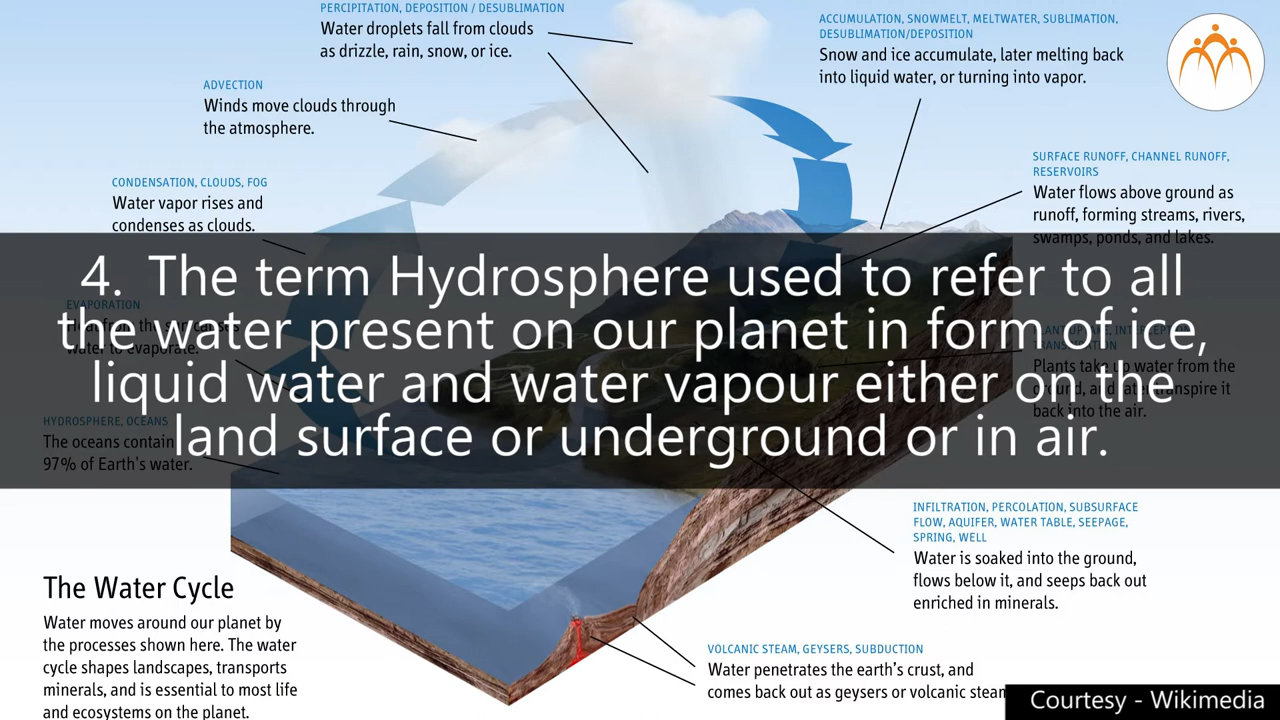 PERCIPITATION, DEPOSITION / DESUBLIMATION
Water droplets fall from clouds
as drizzle, rain, snow, or ice.
ACCUMULATION, SNOWMELT, MELTWATER, SUBLIMATION,
DESUBLIMATION/DEPOSITION
Snow and ice accumulate, later melting back
into liquid water, or turning into vapor.
ADVECTION
Winds move clouds through
the atmosphere.
SURFACE RUNOFF, CHANNEL RUNOFF,
RESERVOIRS
Water flows above ground as
runoff, forming streams, rivers,
swamps, ponds, and lakes.
CONDENSATION, CLOUDS, FOG
Water vapor rises and
condenses as clouds.
4. The term Hydrosphere used to refer to all
the water present on our planet in form of ice,
liquid water and water vapour either on the
land surface or underground or in air.
EVAPORATION
water to evaporate.
Plants take up water from the
ground, and later transpire it
back into the air.
HYDROSPHERE, OCEANS
The oceans contain
97% of Earth's water.
INFILTRATION, PERCOLATION, SUBSURFACE
FLOW, AQUIFER, WATER TABLE, SEEPAGE,
SPRING, WELL
Water is soaked into the ground,
flows below it, and seeps back out
enriched in minerals.
The Water Cycle
Water moves around our planet by
the processes shown here. The water
cycle shapes landscapes, transports
minerals, and is essential to most life
and ecosystems on the planet.
VOLCANIC STEAM, GEYSERS, SUBDUCTION
Water penetrates the earth's crust, and
comes back out as geysers or volcanic steam
Courtesy - Wikimedia